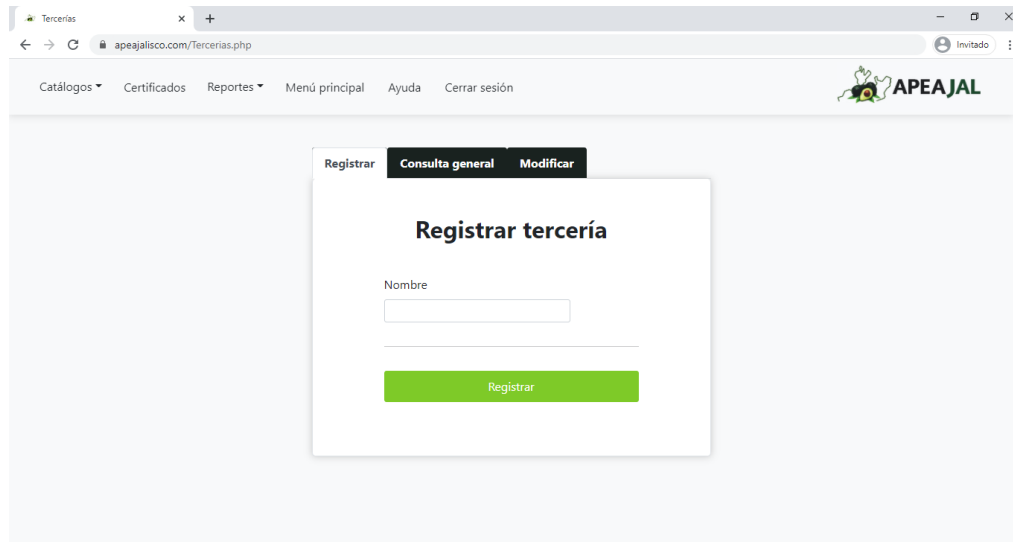 Tercerías
apeajalisco.com/Tercerias.php
Invitado
Catálogos Certificados Reportes Menú principal Ayuda Cerrar sesión
APEAJAL
Registrar Consulta general Modificar
Registrar tercería
Nombre
Registrar